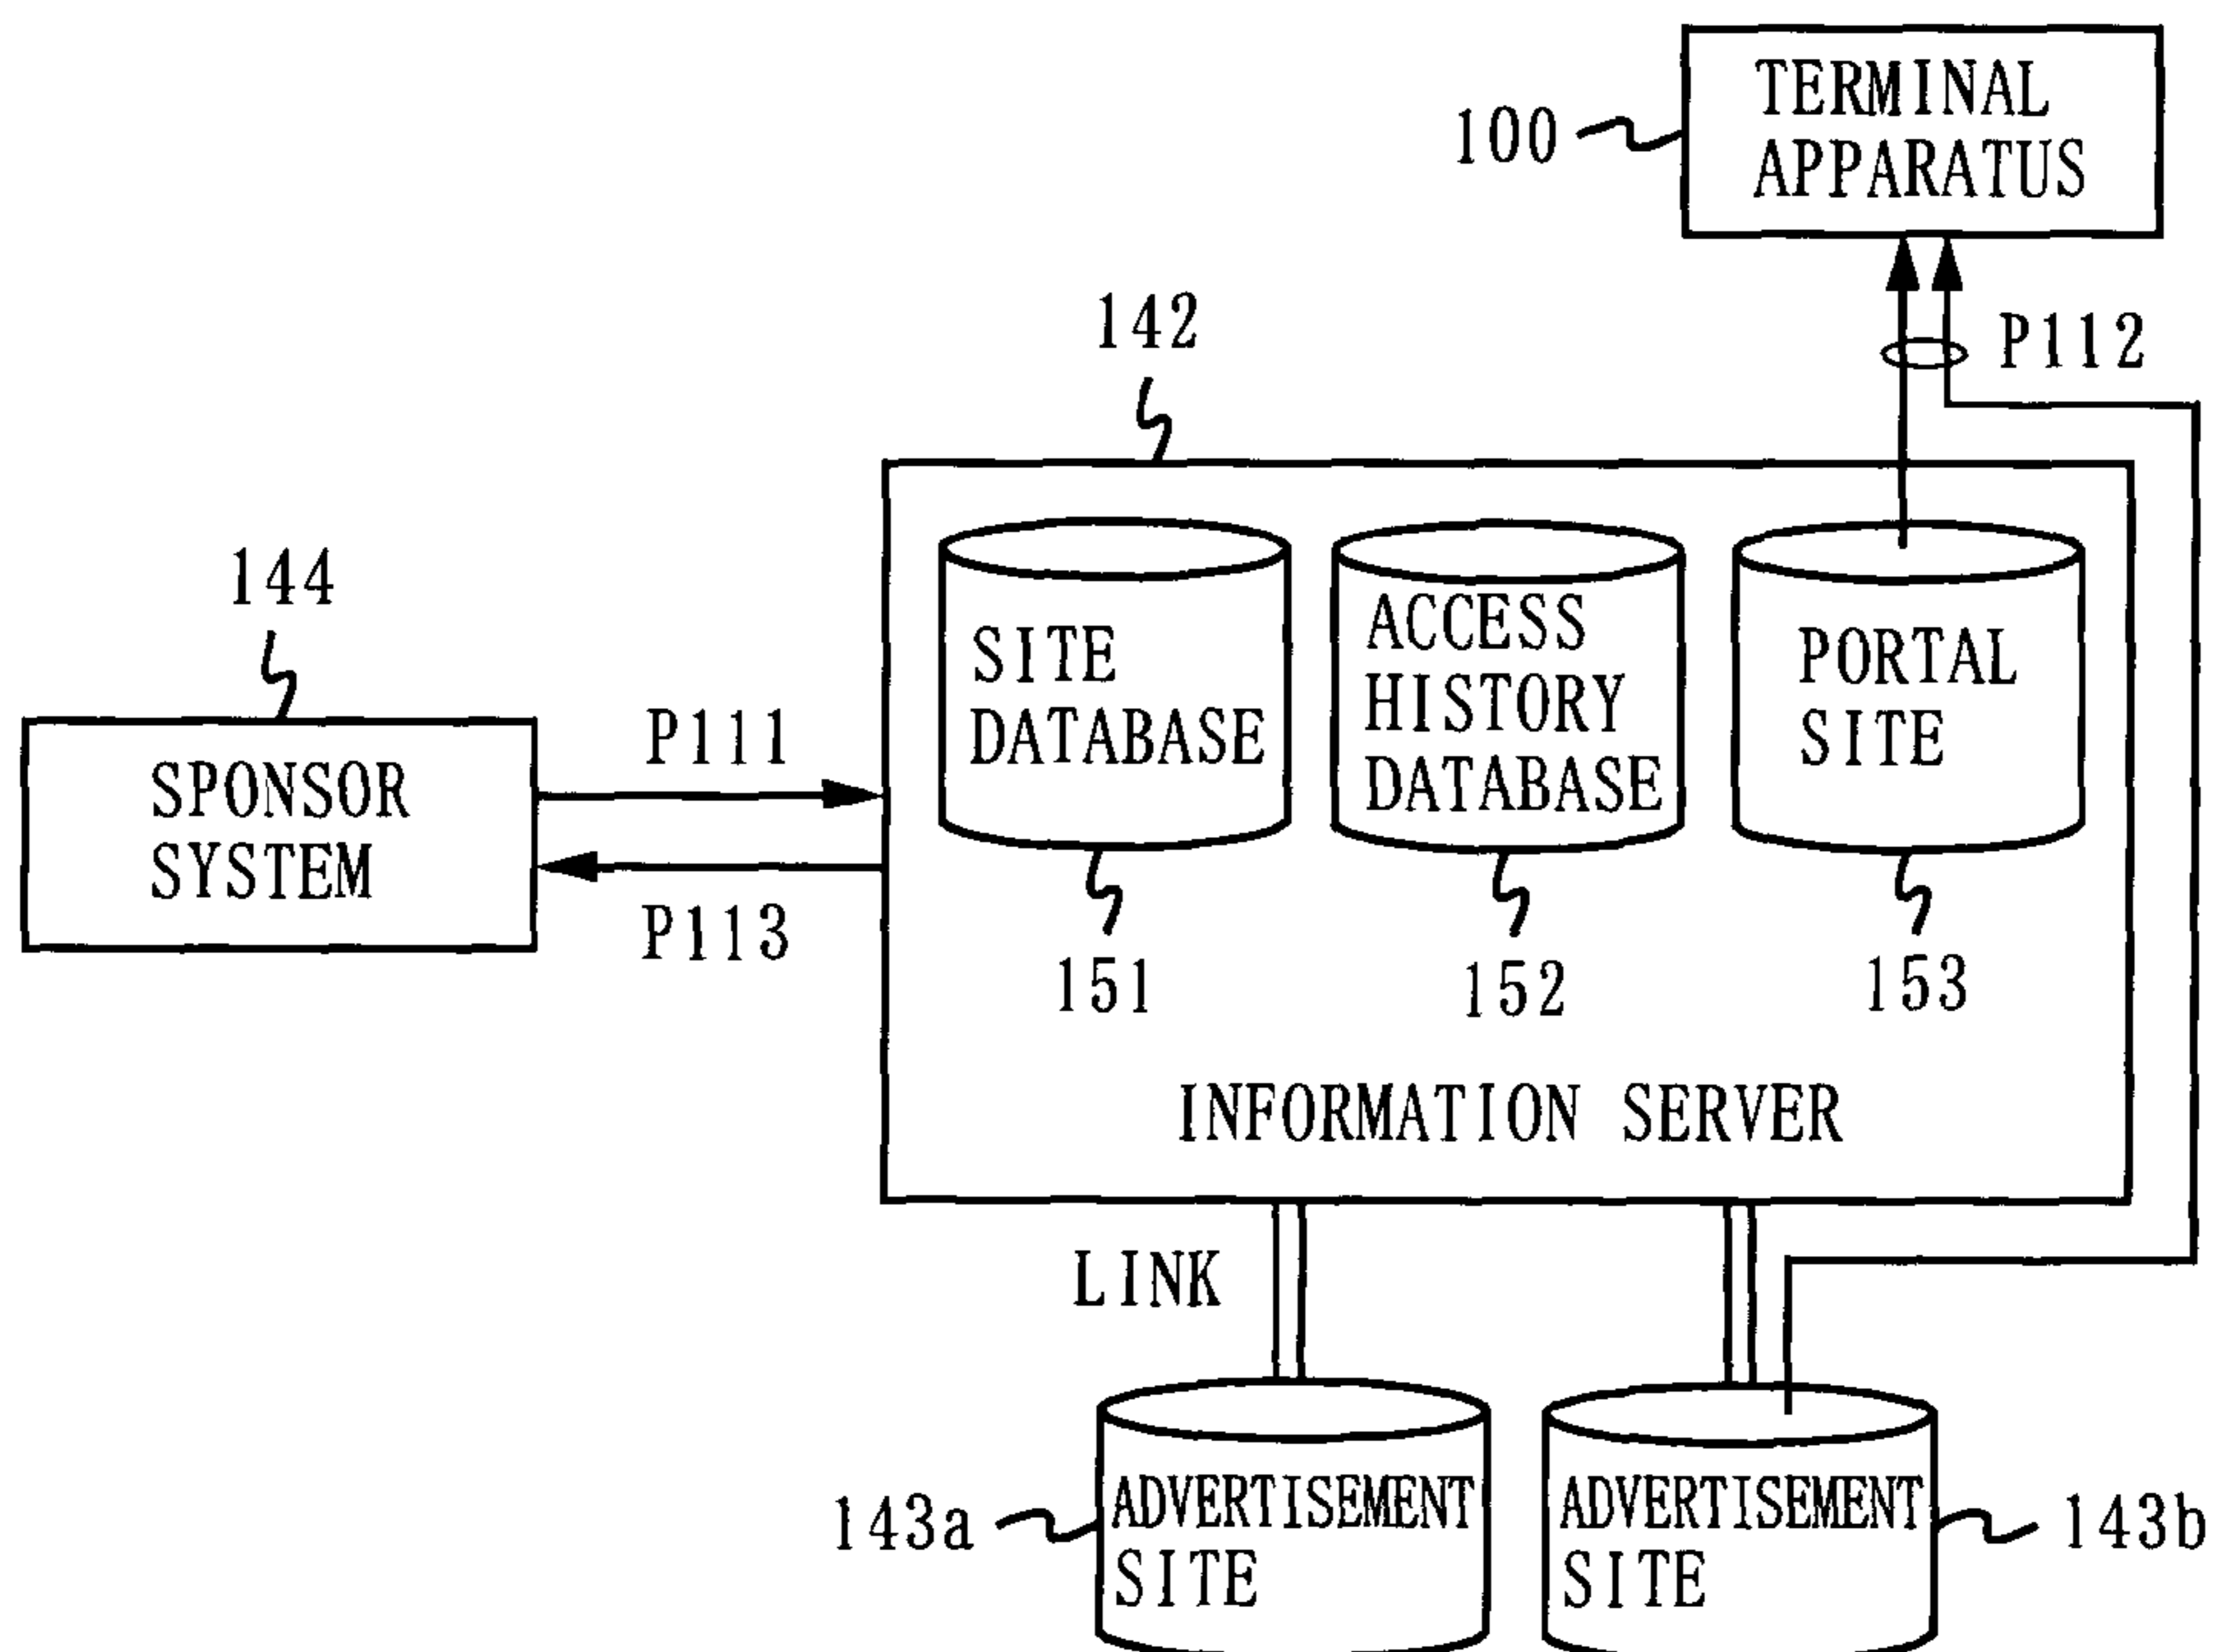 TERMINAL
APPARATUS
100
P112
142
144
SPONSOR
SYSTEM
P111
P113
SITE
DATABASE
151
ACCESS
HISTORY
DATABASE
152
PORTAL
SITE
153
INFORMATION SERVER
LINK
143a
ADVERTISEMENT
SITE
ADVERTISEMENT
SITE
143b